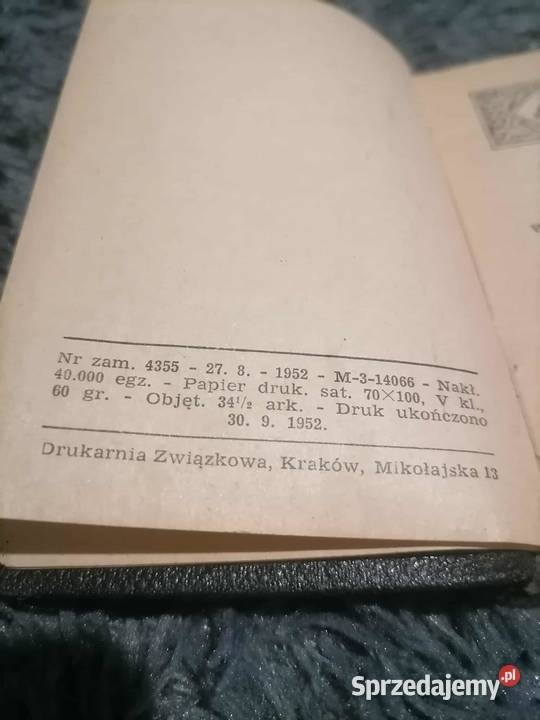 Nr zam. 4355 - 27. 8. - 1952 - M-3-14066 - Nakł.
40.000 egz. - Papier druk. sat. 70×100, V kl.,
60 gr. - Objęt. 34¹/₂ ark. - Druk ukończono
30. 9. 1952.
Drukarnia Związkowa, Kraków, Mikołajska 13
Sprzedajemy.pl